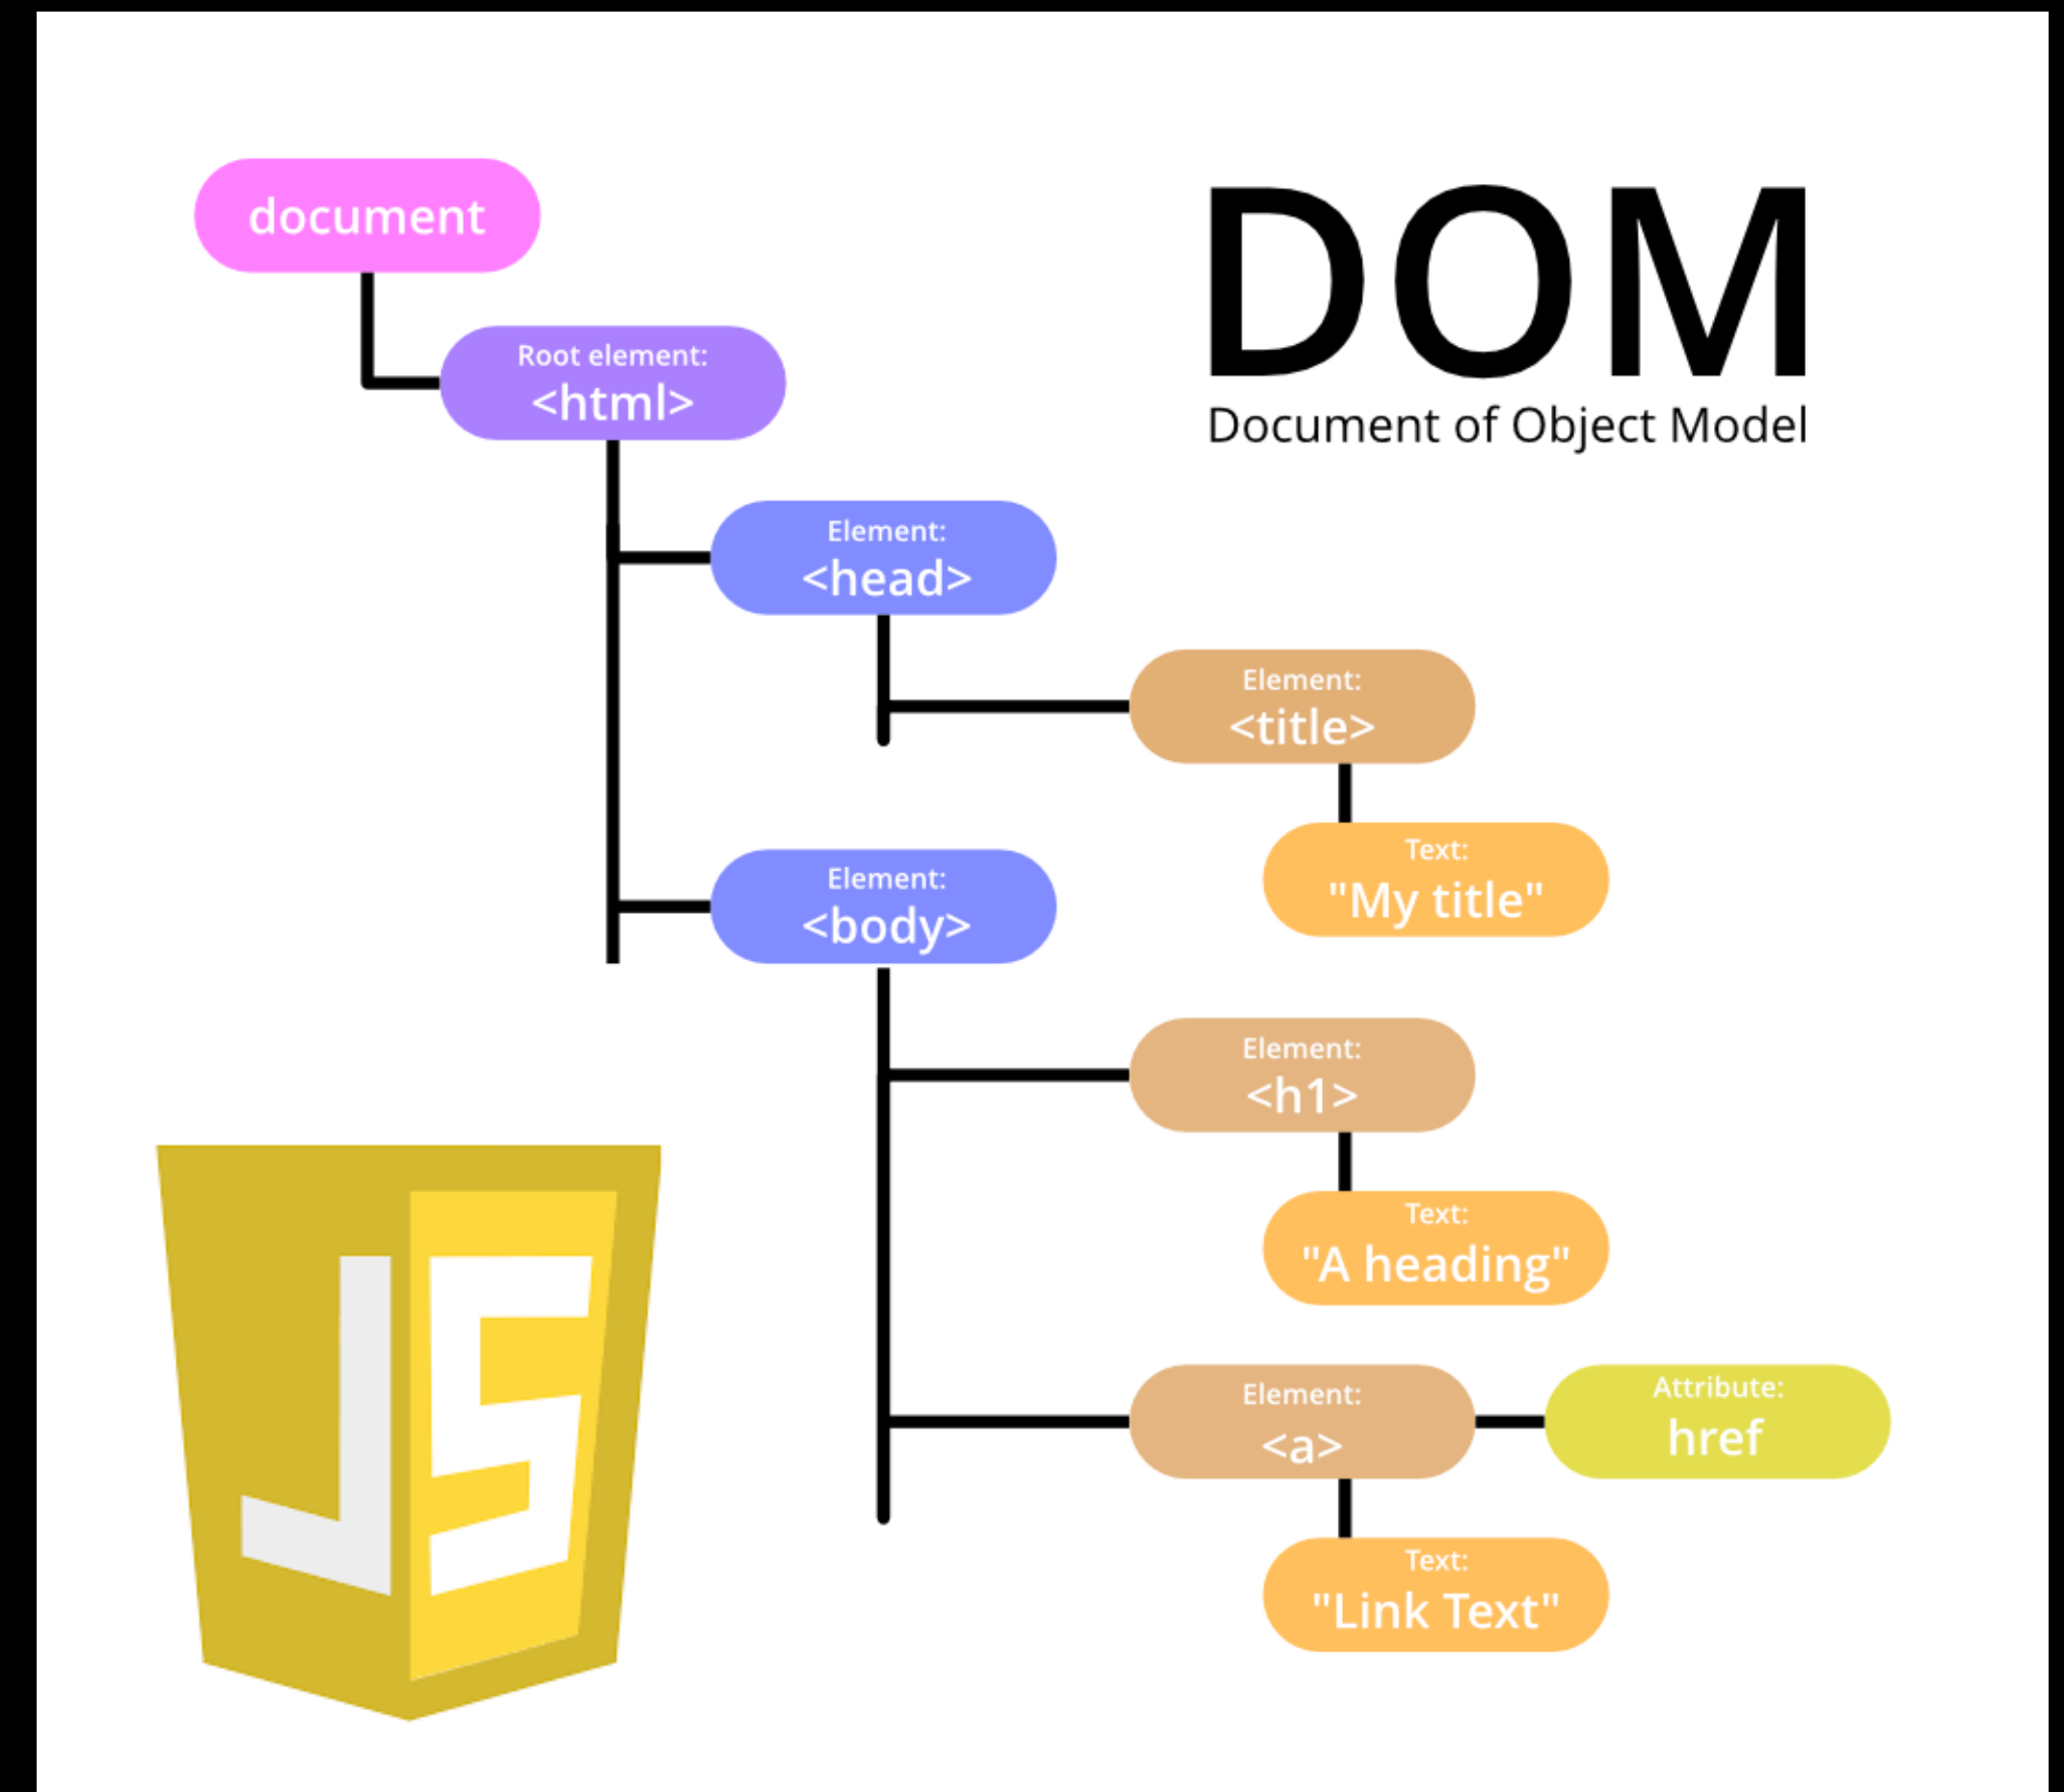 document
DOM
Document of Object Model
Root element:
<html>
Element:
<head>
Element:
<title>
Text:
"My title"
Element:
<body>
Element:
<h1>
Text:
"A heading"
Element:
<a>
Attribute:
href
Text:
"Link Text"
JS